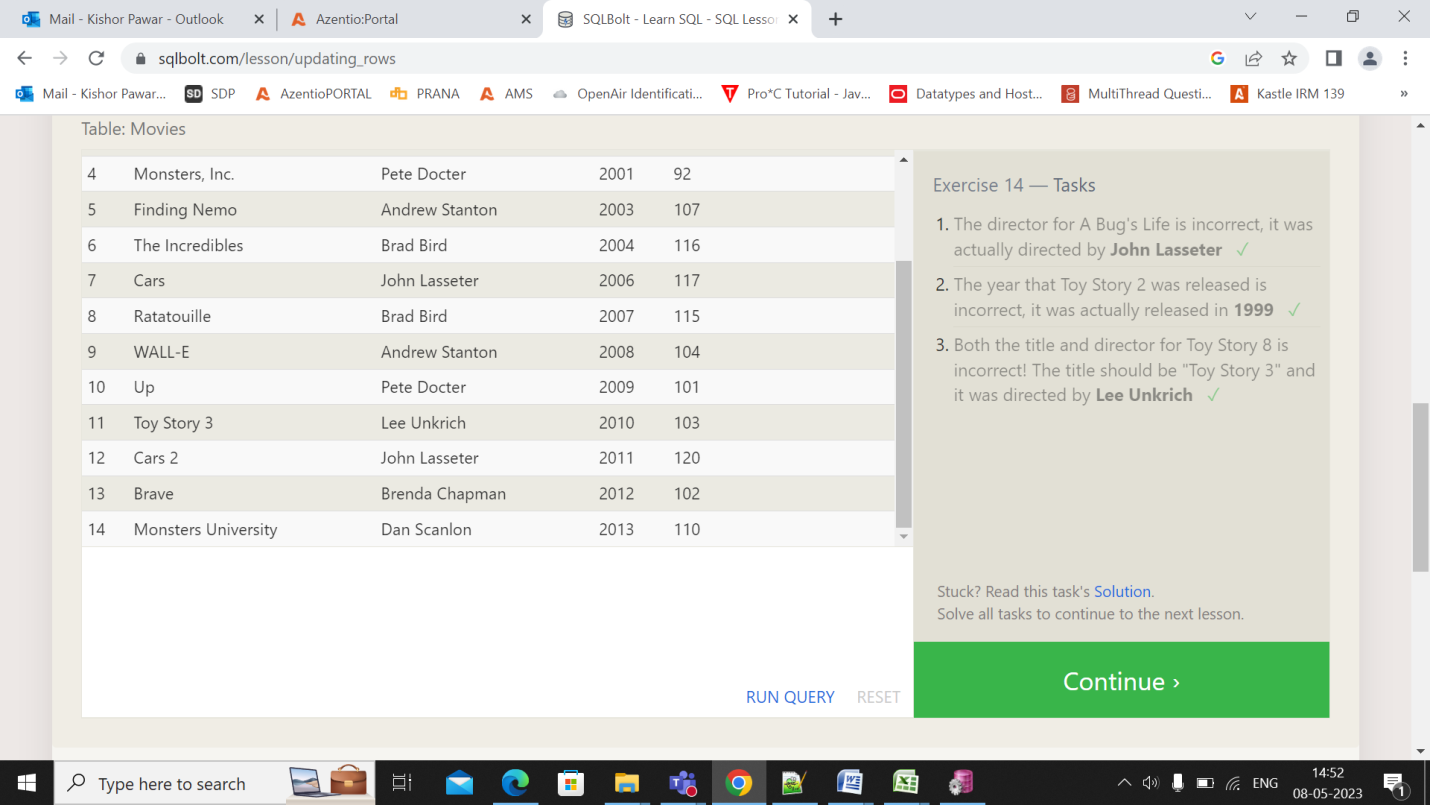 Mail - Kishor Pawar - Outlook
Azentio:Portal
SQLBolt - Learn SQL - SQL Lesson
sqlbolt.com/lesson/updating_rows
Mail - Kishor Pawar...
SDP
AzentioPORTAL
PRANA
AMS
OpenAir Identificati...
Pro*C Tutorial - Jav...
Datatypes and Host...
MultiThread Questi...
Kastle IRM 139
»
Table: Movies
4 Monsters, Inc. Pete Docter 2001 92
5 Finding Nemo Andrew Stanton 2003 107
6 The Incredibles Brad Bird 2004 116
7 Cars John Lasseter 2006 117
8 Ratatouille Brad Bird 2007 115
9 WALL-E Andrew Stanton 2008 104
10 Up Pete Docter 2009 101
11 Toy Story 3 Lee Unkrich 2010 103
12 Cars 2 John Lasseter 2011 120
13 Brave Brenda Chapman 2012 102
14 Monsters University Dan Scanlon 2013 110
RUN QUERY RESET
Exercise 14 — Tasks
1. The director for A Bug's Life is incorrect, it was
actually directed by John Lasseter ✓
2. The year that Toy Story 2 was released is
incorrect, it was actually released in 1999 ✓
3. Both the title and director for Toy Story 8 is
incorrect! The title should be "Toy Story 3" and
it was directed by Lee Unkrich ✓
Stuck? Read this task's Solution.
Solve all tasks to continue to the next lesson.
Continue ›
Type here to search
ENG
14:52
08-05-2023
1